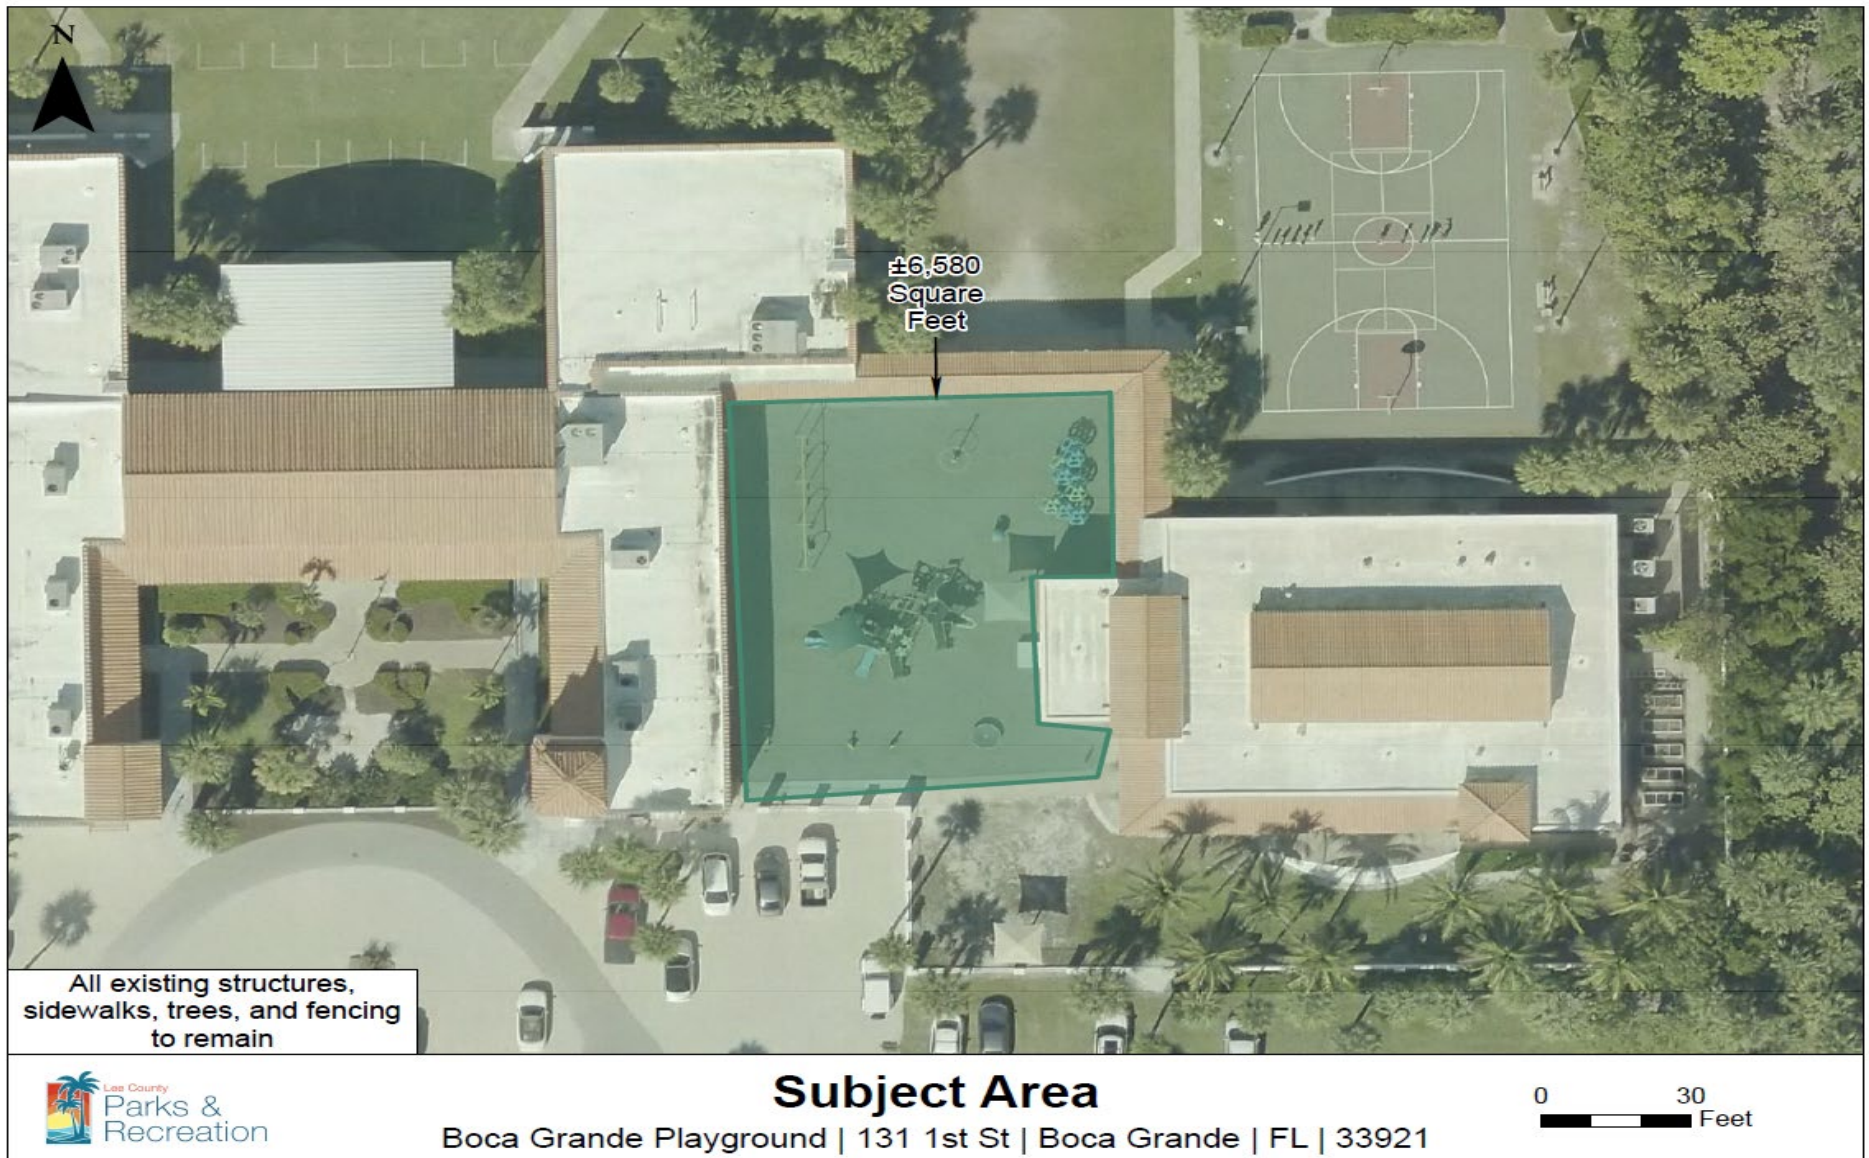 N
±6,580
Square
Feet
All existing structures,
sidewalks, trees, and fencing
to remain
Lee County
Parks &
Recreation
Subject Area
Boca Grande Playground | 131 1st St | Boca Grande | FL | 33921
0 30
Feet